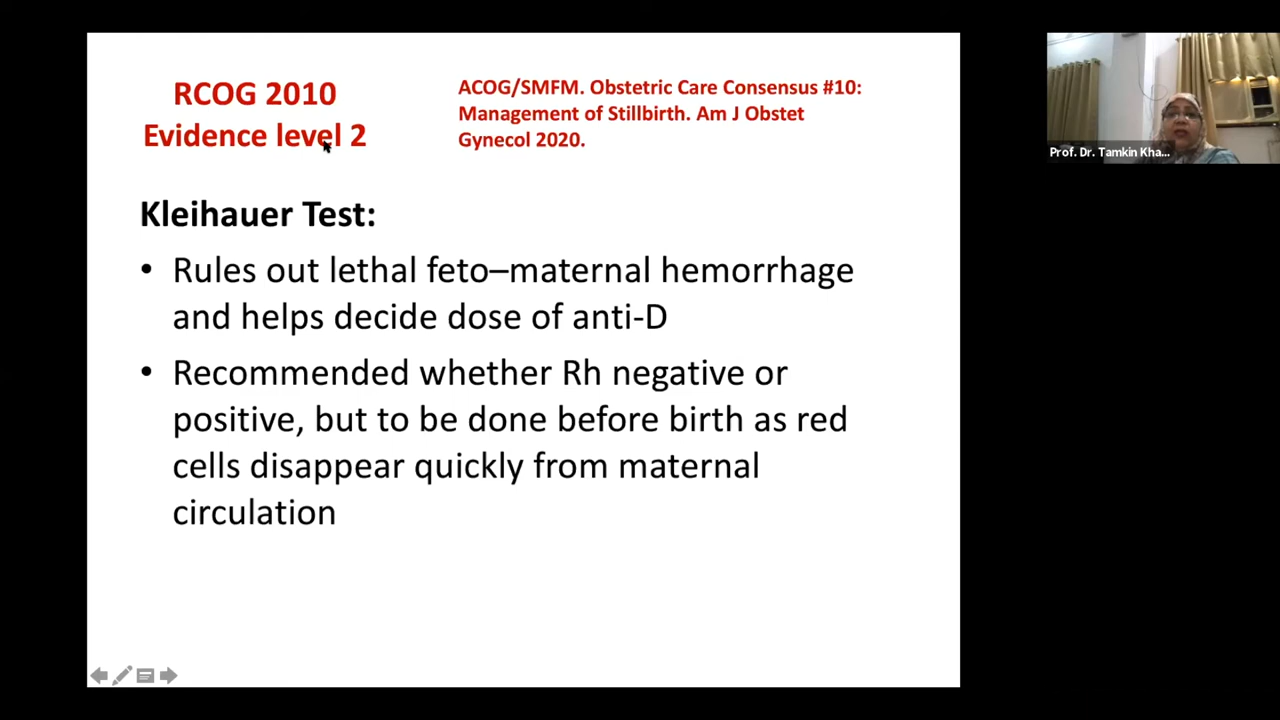 RCOG 2010
Evidence level 2
ACOG/SMFM. Obstetric Care Consensus #10:
Management of Stillbirth. Am J Obstet
Gynecol 2020.
Kleihauer Test:
• Rules out lethal feto–maternal hemorrhage
and helps decide dose of anti-D
• Recommended whether Rh negative or
positive, but to be done before birth as red
cells disappear quickly from maternal
circulation
Prof. Dr. Tamkin Kha...